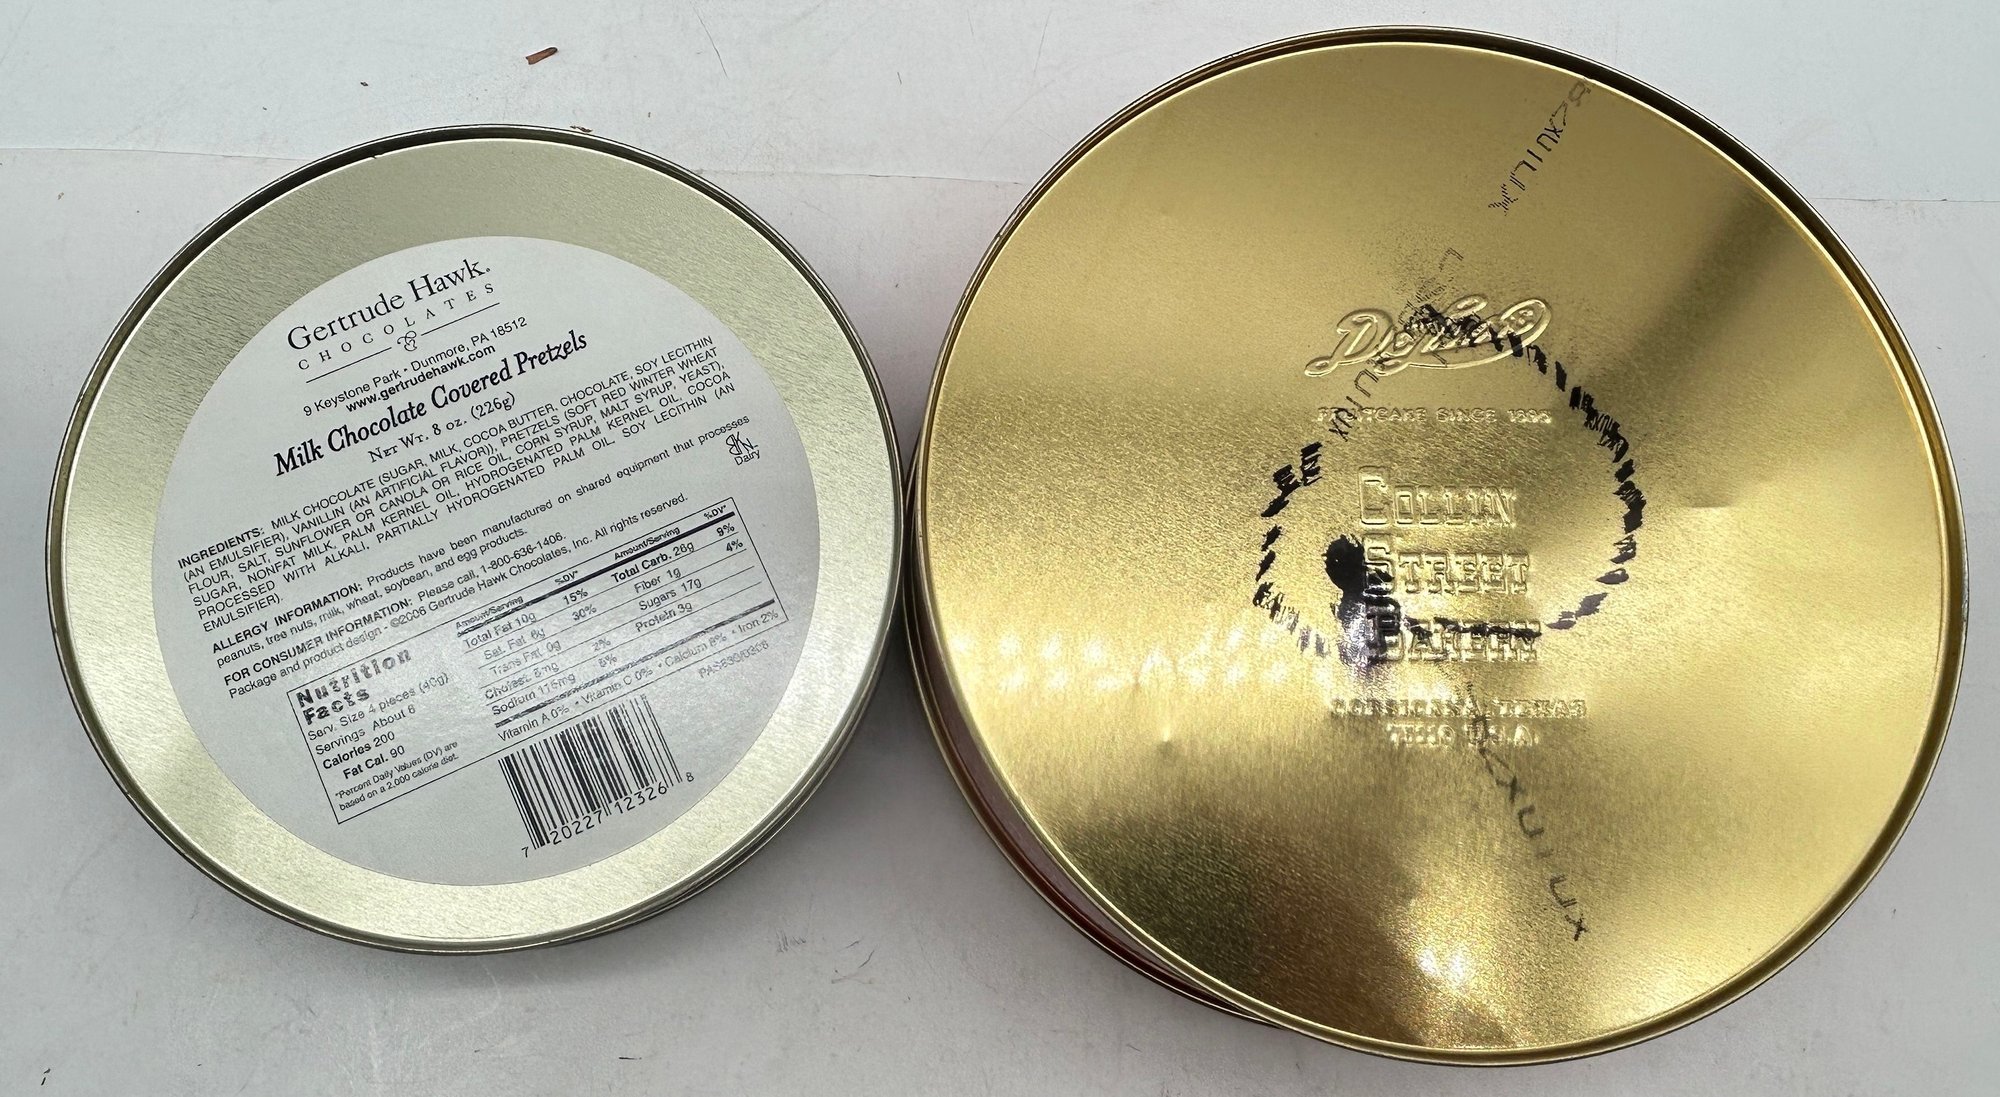 Gertrude Hawk.
CHOCOLATES
9 Keystone Park • Dunmore, PA 18512
www.gertrudehawk.com
Milk Chocolate Covered Pretzels
NET WT. 8 oz. (226g)
INGREDIENTS: MILK CHOCOLATE (SUGAR, MILK, COCOA BUTTER, CHOCOLATE, SOY LECITHIN
(AN EMULSIFIER), VANILLIN (AN ARTIFICIAL FLAVOR)), PRETZELS (SOFT RED WINTER WHEAT
FLOUR, SALT, SUNFLOWER OR CANOLA OR RICE OIL, CORN SYRUP, MALT SYRUP, YEAST),
SUGAR, NONFAT MILK, PALM KERNEL OIL, HYDROGENATED PALM KERNEL OIL, COCOA
PROCESSED WITH ALKALI, PARTIALLY HYDROGENATED PALM OIL, SOY LECITHIN (AN
EMULSIFIER).
ALLERGY INFORMATION: Products have been manufactured on shared equipment that processes
peanuts, tree nuts, milk, wheat, soybean, and egg products.
Dairy
FOR CONSUMER INFORMATION: Please call, 1-800-636-1406.
Package and product design - ©2006 Gertrude Hawk Chocolates, Inc. All rights reserved.
Nutrition
Facts
Serv. Size 4 pieces (40g)
Servings About 6
Calories 200
Fat Cal. 90
*Percent Daily Values (DV) are
based on a 2,000 calorie diet.
Amount/Serving %DV*
Total Fat 10g 15%
Sat. Fat 6g 30%
Trans Fat 0g
Cholest. 5mg 2%
Sodium 115mg 5%
Amount/Serving %DV*
Total Carb. 26g 9%
Fiber 1g 4%
Sugars 17g
Protein 3g
Vitamin A 0% • Vitamin C 0% • Calcium 8% • Iron 2%
7 20227 12326 8
DeLuxe
FRUITCAKE SINCE 1896
COLLIN
STREET
BAKERY
CORSICANA, TEXAS
75110 U.S.A.